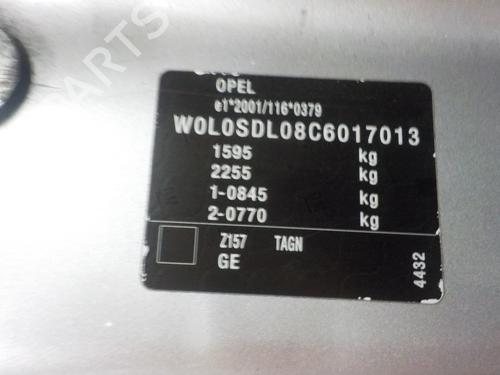 OPEL
e1*2001/116*0379
W0L0SDL08C6017013
1595 kg
2255 kg
1-0845 kg
2-0770 kg
Z157 TAGN
GE
4432
PARTS